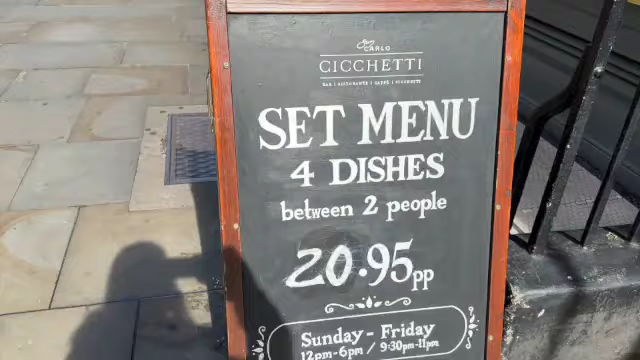 San CARLO
CICCHETTI
BAR | RISTORANTE | CAFFÈ | CICCHETTI
SET MENU
4 DISHES
between 2 people
20.95pp
Sunday - Friday
12pm-6pm / 9:30pm-11pm